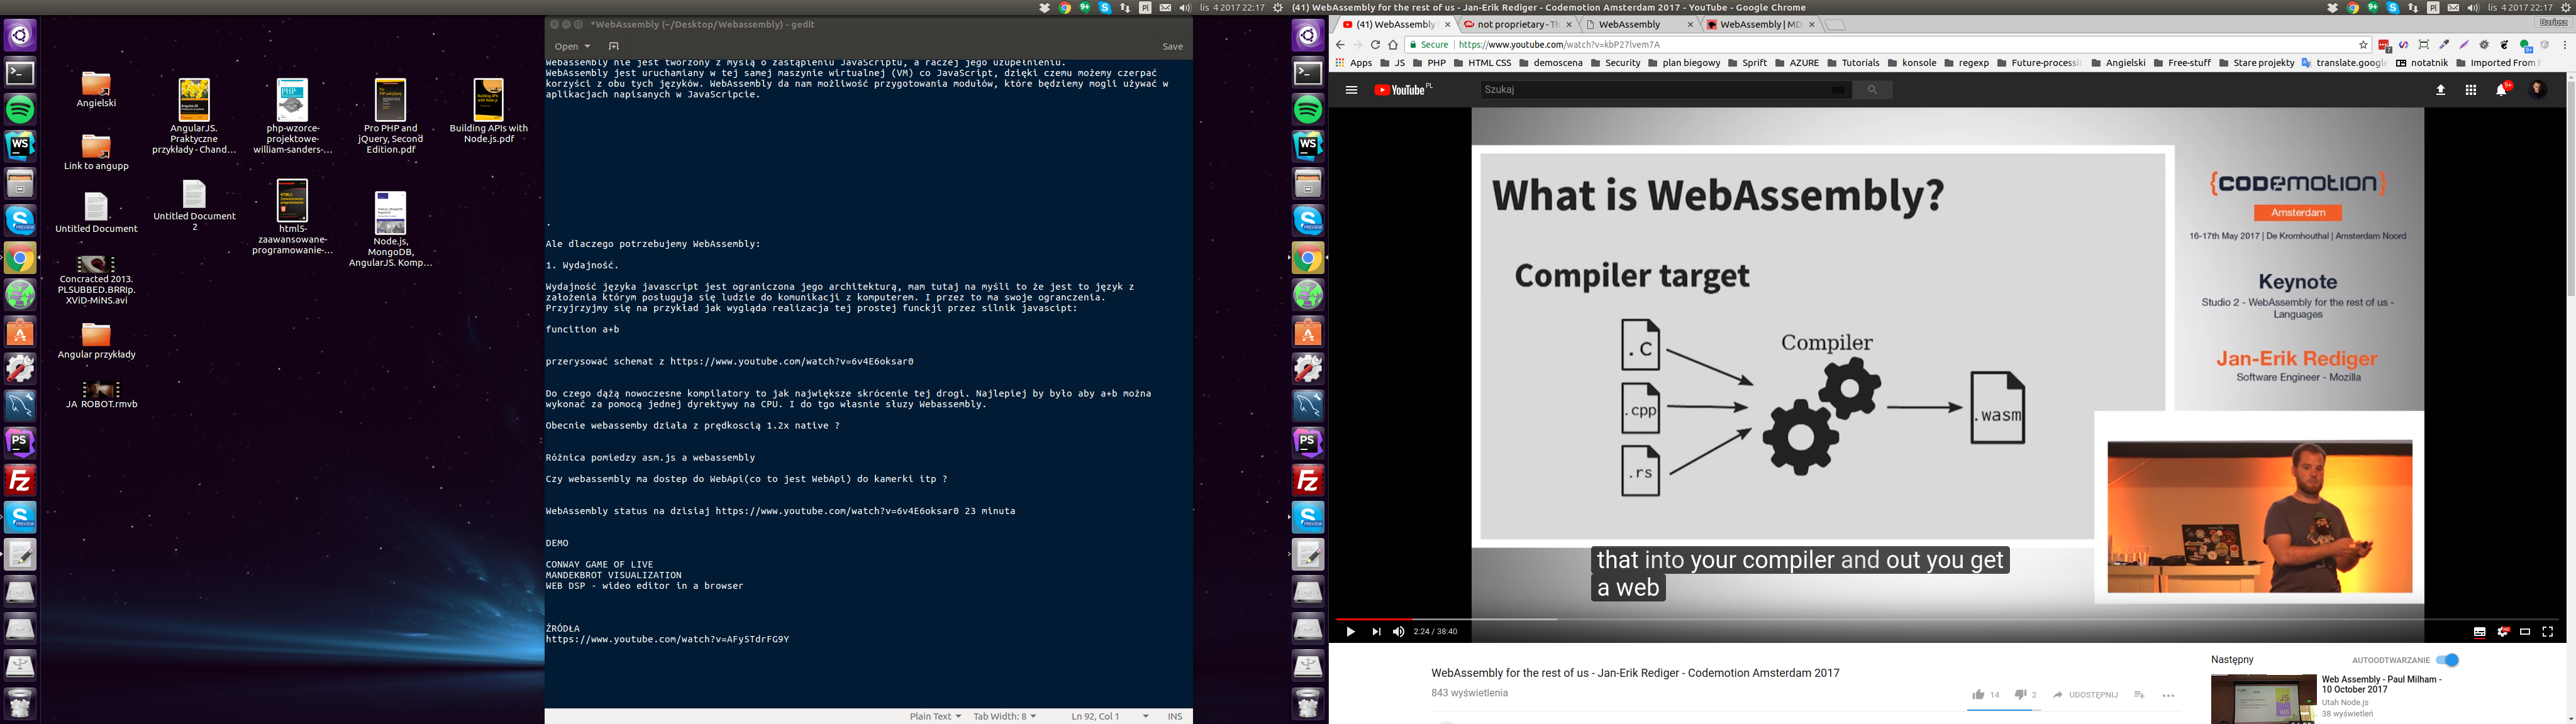 lis 4 2017 22:17
*WebAssembly (~/Desktop/Webassembly) - gedit
Open
Save
Angielski
Link to angupp
Untitled Document
Concracted 2013.
PLSUBBED.BRRIp.
XViD-MiNS.avi
Angular przykłady
JA ROBOT.rmvb
AngularJS.
Praktyczne
przykłady - Chand…
Untitled Document
2
php-wzorce-
projektowe-
william-sanders-…
html5-
zaawansowane-
programowanie-…
Pro PHP and
jQuery, Second
Edition.pdf
Node.js,
MongoDB,
AngularJS. Komp…
Building APIs with
Node.js.pdf
Webassembly nie jest tworzony z myślą o zastąpieniu JavaScriptu, a raczej jego uzupełnieniu.
WebAssembly jest uruchamiany w tej samej maszynie wirtualnej (VM) co JavaScript, dzięki czemu możemy czerpać
korzyści z obu tych języków. WebAssembly da nam możliwość przygotowania modułów, które będziemy mogli używać w
aplikacjach napisanych w JavaScripcie.
.
Ale dlaczego potrzebujemy WebAssembly:
1. Wydajność.
Wydajność języka javascript jest ograniczona jego architekturą, mam tutaj na myśli to że jest to język z
założenia którym posługuja się ludzie do komunikacji z komputerem. I przez to ma swoje ogranczenia.
Przyjrzyjmy się na przykład jak wygląda realizacja tej prostej funckji przez silnik javascipt:
funcition a+b
przerysować schemat z https://www.youtube.com/watch?v=6v4E6oksar0
Do czego dążą nowoczesne kompllatory to jak największe skrócenie tej drogi. Najlepiej by było aby a+b można
wykonać za pomocą jednej dyrektywy na CPU. I do tgo własnie słuzy Webassembly.
Obecnie webassemby działa z prędkoscią 1.2x native ?
Różnica pomiedzy asm.js a webassembly
Czy webassembly ma dostep do WebApi(co to jest WebApi) do kamerki itp ?
WebAssembly status na dzisiaj https://www.youtube.com/watch?v=6v4E6oksar0 23 minuta
DEMO
CONWAY GAME OF LIVE
MANDEKBROT VISUALIZATION
WEB DSP - wideo editor in a browser
ŹRÓDŁA
https://www.youtube.com/watch?v=AFy5TdrFG9Y
Plain Text
Tab Width: 8
Ln 92, Col 1
INS
(41) WebAssembly for the rest of us - Jan-Erik Rediger - Codemotion Amsterdam 2017 - YouTube - Google Chrome
lis 4 2017 22:17
(41) WebAssembly
not proprietary - Th
WebAssembly
WebAssembly | MD
Dariusz
Secure
https://www.youtube.com/watch?v=kbP27lvem7A
Apps
JS
PHP
HTML CSS
demoscena
Security
plan biegowy
Sprift
AZURE
Tutorials
konsole
regexp
Future-processin
Angielski
Free-stuff
Stare projekty
translate.google
notatnik
Imported From F
YouTube PL
Szukaj
9+
What is WebAssembly?
Compiler target
.C
.cpp
.rs
Compiler
.wasm
{CODEMOTION}
Amsterdam
16-17th May 2017 | De Kromhouthal | Amsterdam Noord
Keynote
Studio 2 - WebAssembly for the rest of us -
Languages
Jan-Erik Rediger
Software Engineer - Mozilla
that into your compiler and out you get
a web
2:24 / 38:40
WebAssembly for the rest of us - Jan-Erik Rediger - Codemotion Amsterdam 2017
843 wyświetlenia
14
2
UDOSTĘPNIJ
Następny
AUTOODTWARZANIE
Web Assembly - Paul Milham -
10 October 2017
Utah Node.js
38 wyświetleń